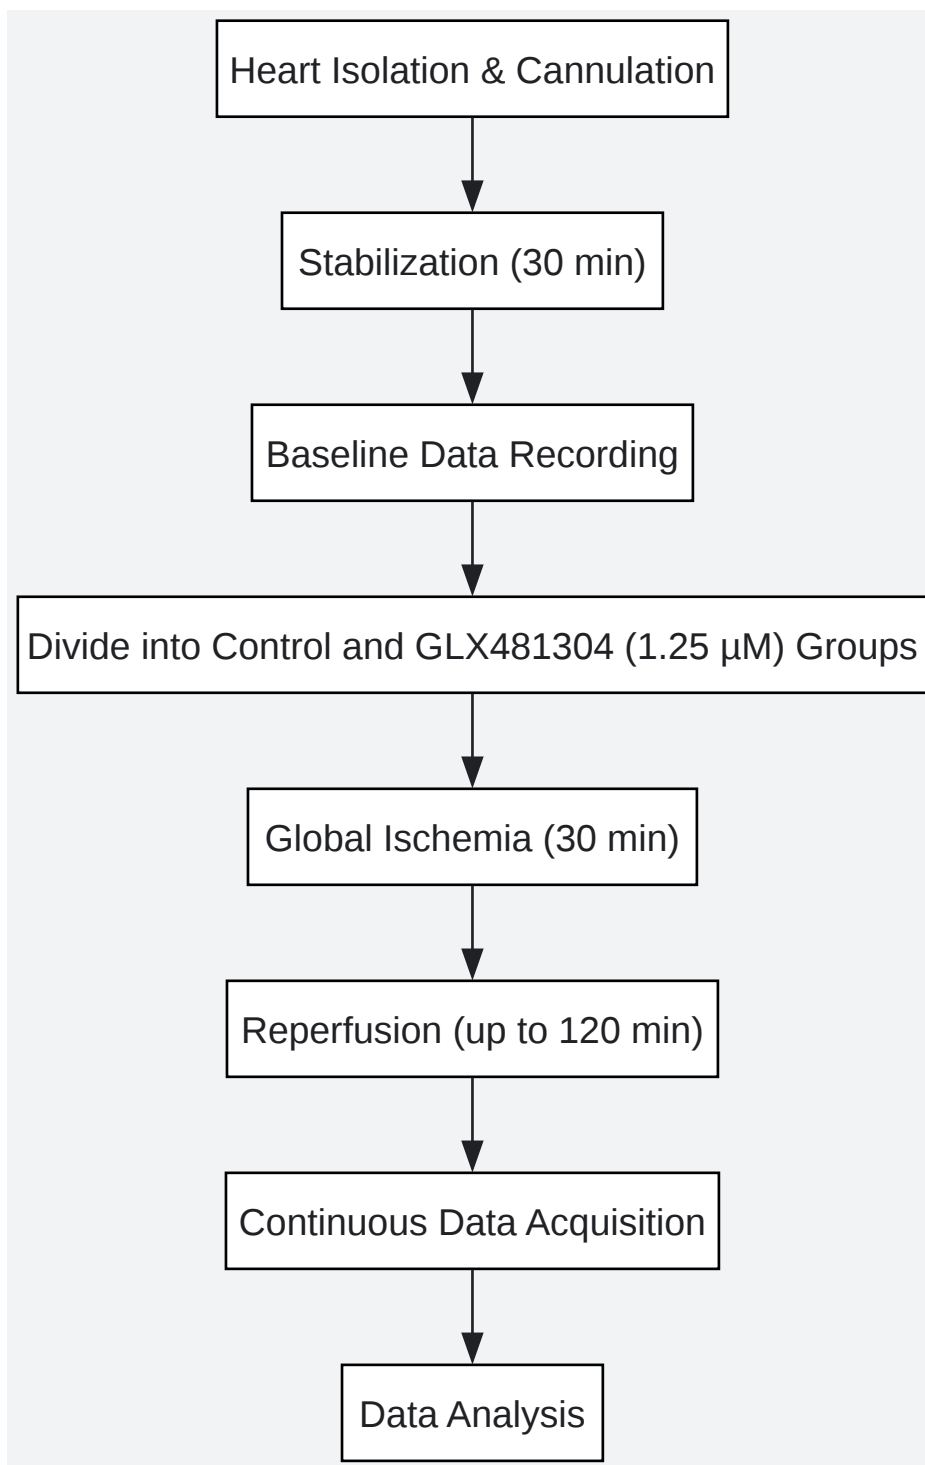 Heart Isolation & Cannulation
Stabilization (30 min)
Baseline Data Recording
Divide into Control and GLX481304 (1.25 µM) Groups
Global Ischemia (30 min)
Reperfusion (up to 120 min)
Continuous Data Acquisition
Data Analysis